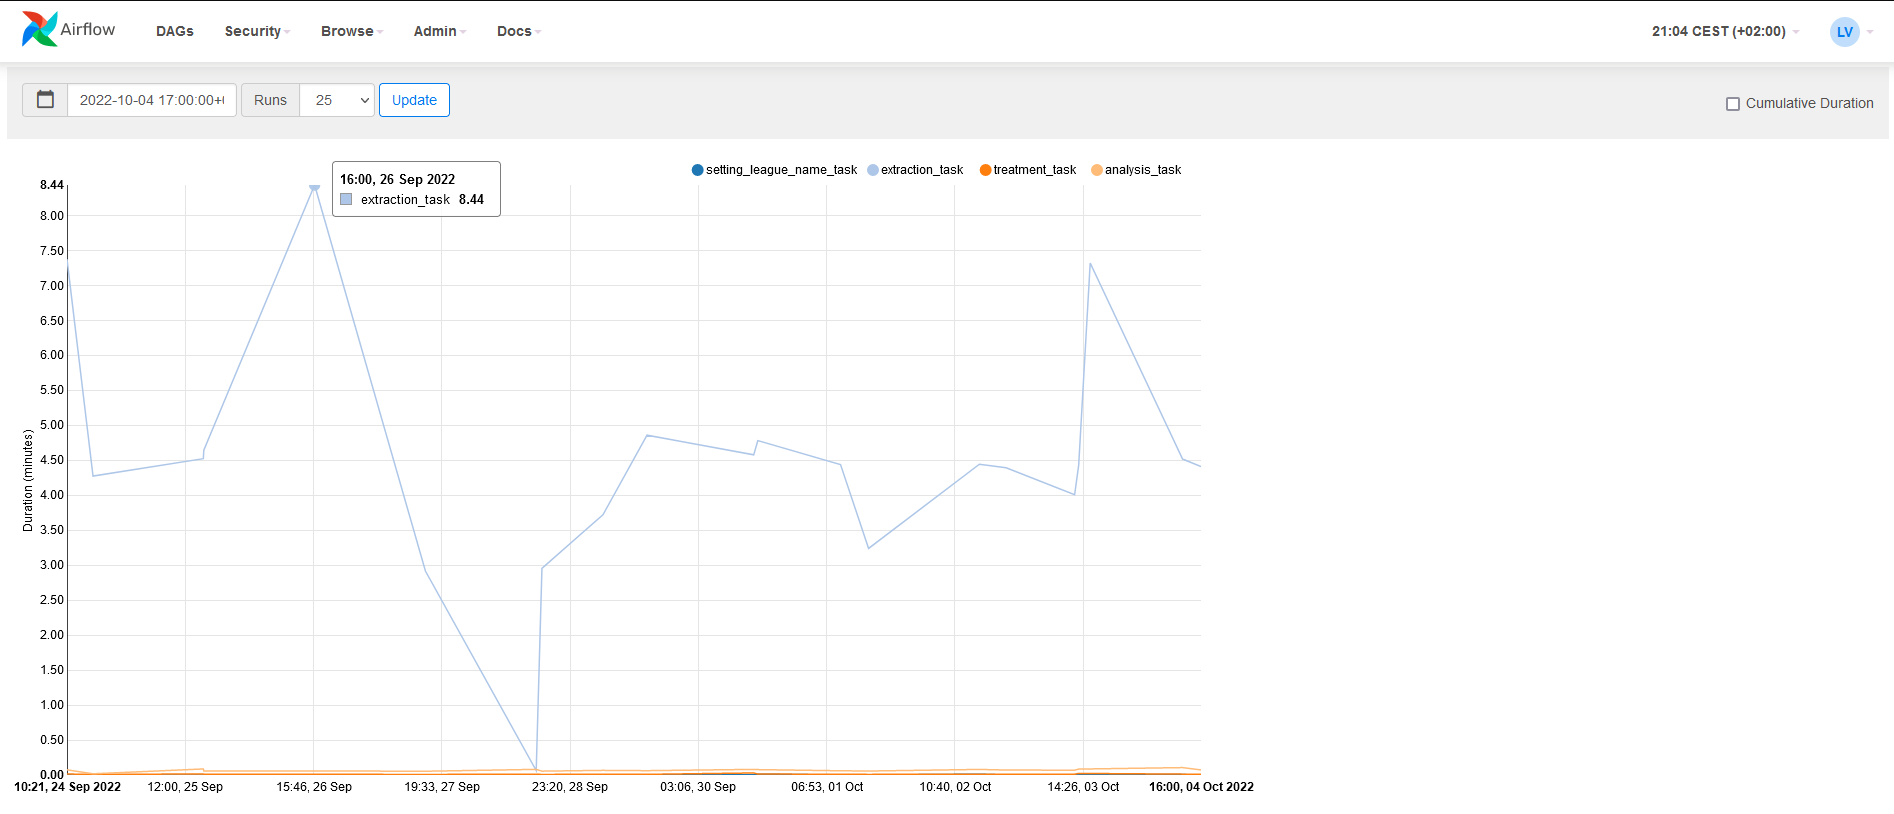 Airflow DAGs Security Browse Admin Docs 21:04 CEST (+02:00) LV
2022-10-04 17:00:00+ Runs 25 Update Cumulative Duration
setting_league_name_task extraction_task treatment_task analysis_task
16:00, 26 Sep 2022
extraction_task 8.44
8.44
8.00
7.50
7.00
6.50
6.00
5.50
5.00
4.50
4.00
3.50
3.00
2.50
2.00
1.50
1.00
0.50
0.00
Duration (minutes)
10:21, 24 Sep 2022 12:00, 25 Sep 15:46, 26 Sep 19:33, 27 Sep 23:20, 28 Sep 03:06, 30 Sep 06:53, 01 Oct 10:40, 02 Oct 14:26, 03 Oct 16:00, 04 Oct 2022